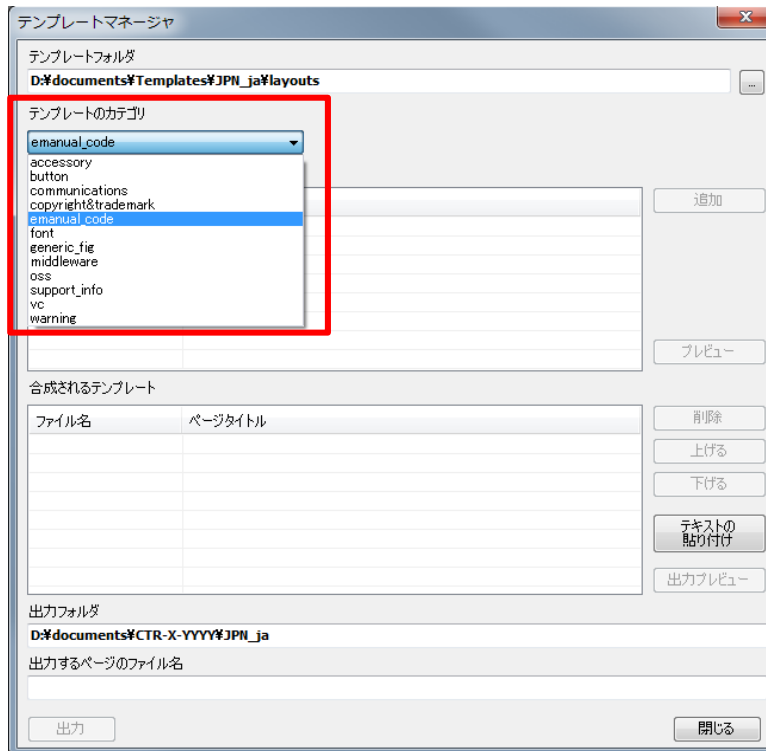 テンプレートマネージャ
テンプレートフォルダ
D:¥documents¥Templates¥JPN_ja¥layouts
...
テンプレートのカテゴリ
emanual_code
accessory
button
communications
copyright&trademark
emanual_code
font
generic_fig
middleware
oss
support_info
vc
warning
追加
プレビュー
合成されるテンプレート
ファイル名 ページタイトル
削除
上げる
下げる
テキストの
貼り付け
出力プレビュー
出力フォルダ
D:¥documents¥CTR-X-YYYY¥JPN_ja
出力するページのファイル名
出力
閉じる